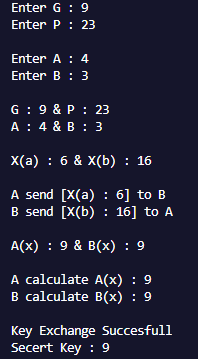 Enter G : 9
Enter P : 23
Enter A : 4
Enter B : 3
G : 9 & P : 23
A : 4 & B : 3
X(a) : 6 & X(b) : 16
A send [X(a) : 6] to B
B send [X(b) : 16] to A
A(x) : 9 & B(x) : 9
A calculate A(x) : 9
B calculate B(x) : 9
Key Exchange Succesfull
Secert Key : 9